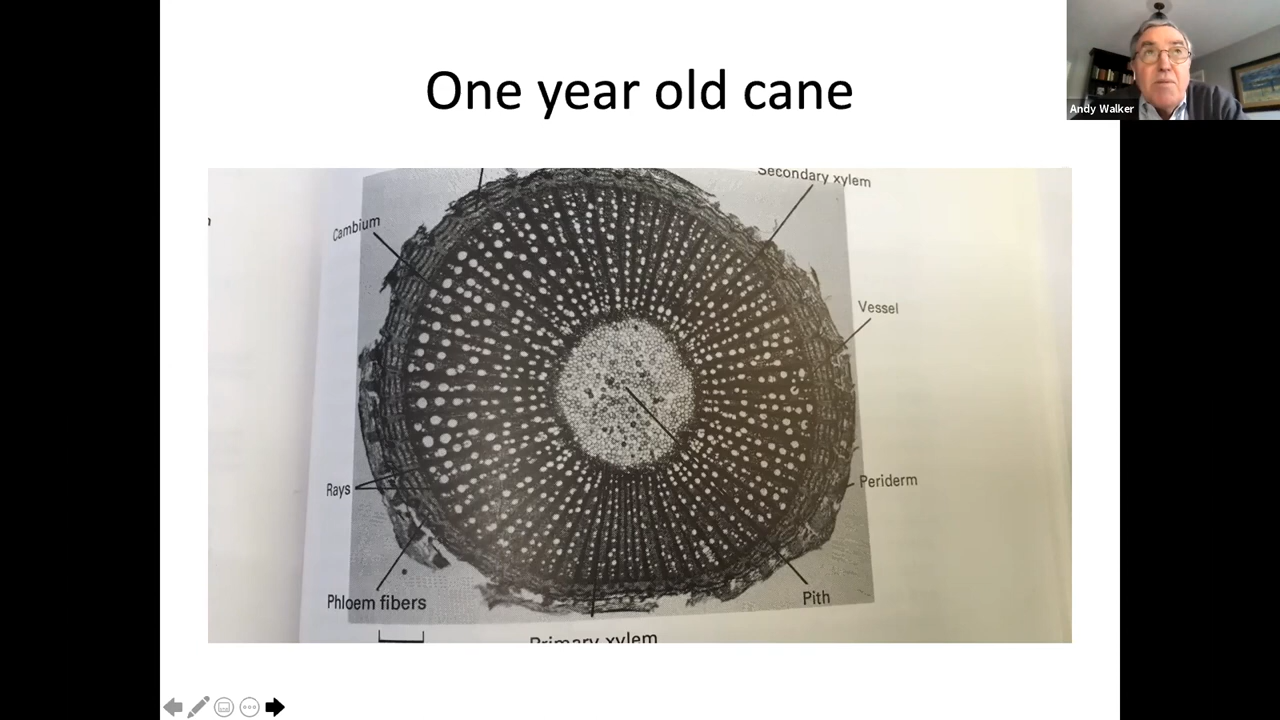 One year old cane
Andy Walker
Secondary xylem
Cambium
Vessel
Rays
Periderm
Phloem fibers
Pith
Primary xylem